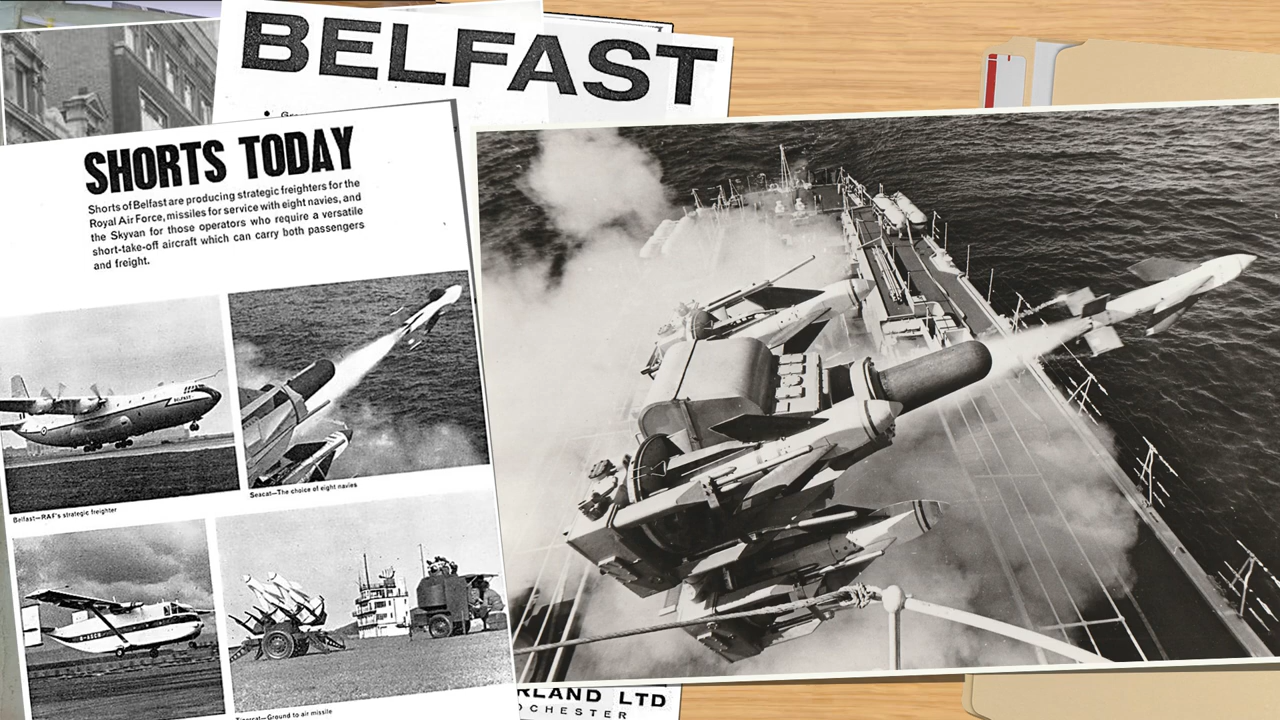 BELFAST
SHORTS TODAY
Shorts of Belfast are producing strategic freighters for the
Royal Air Force, missiles for service with eight navies, and
the Skyvan for those operators who require a versatile
short-take-off aircraft which can carry both passengers
and freight.
BELFAST
Belfast—RAF's strategic freighter
Seacat—The choice of eight navies
G-ASCO
Tigercat—Ground to air missile
RLAND LTD
OCHESTER